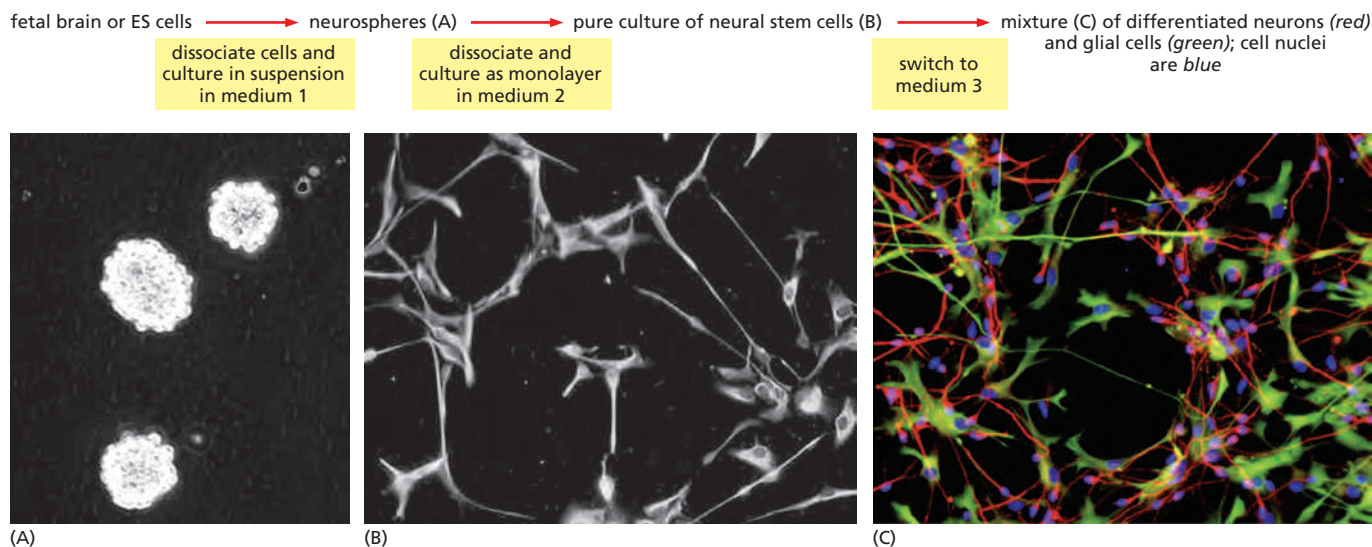 fetal brain or ES cells
neurospheres (A)
pure culture of neural stem cells (B)
mixture (C) of differentiated neurons (red)
and glial cells (green); cell nuclei
are blue
dissociate cells and
culture in suspension
in medium 1
dissociate and
culture as monolayer
in medium 2
switch to
medium 3
(A)
(B)
(C)